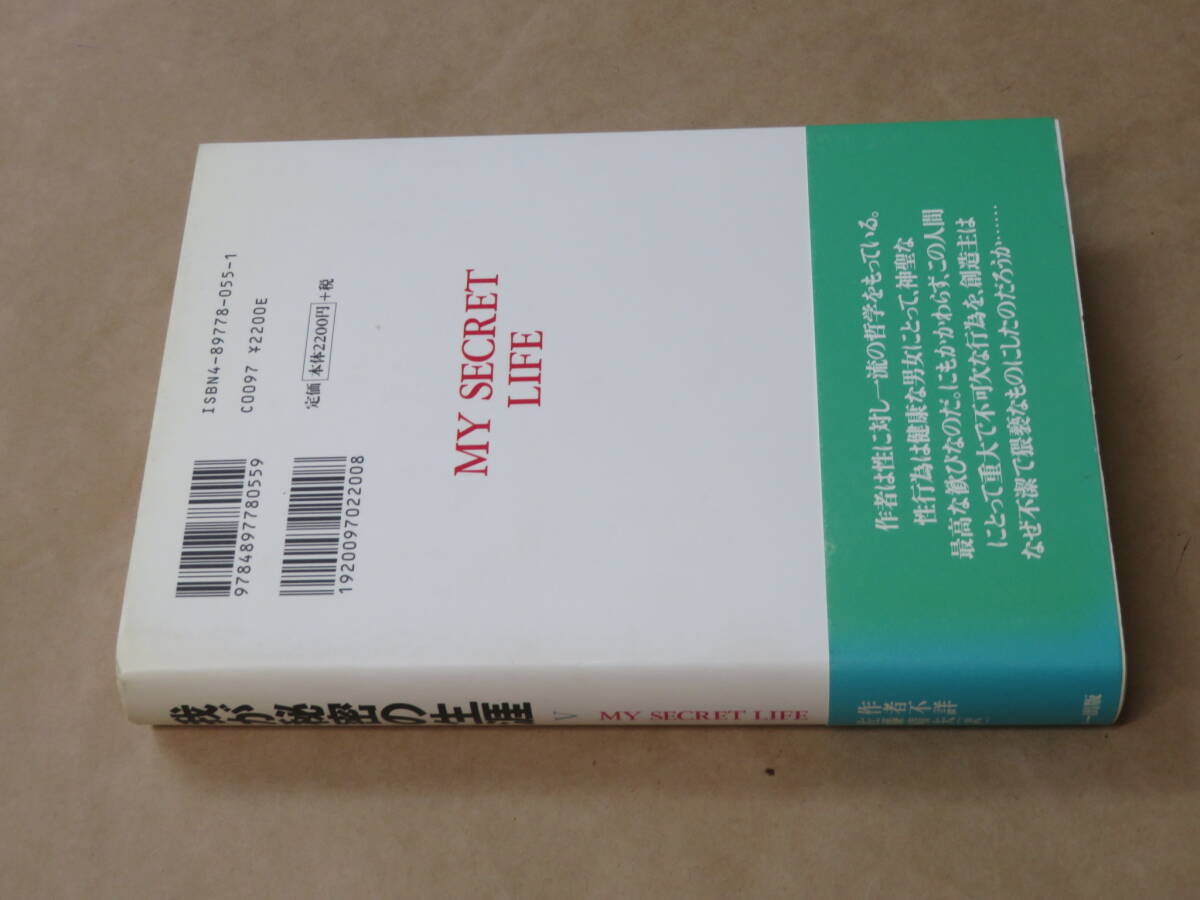 ISBN4-89778-055-1
C0097 ¥2200E
定価 本体2200円 +税
9784897780559
1920097022008
MY SECRET
LIFE
作者は性に対し一流の哲学をもっている。
性行為は健康な男女にとって、神聖な
最高な歓びなのだ。にもかかわらず、この人間
にとって重大で不可欠な行為を、創造主は
なぜ不潔で猥褻なものにしたのだろうか……
我が秘密の生涯
V
MY SECRET LIFE
作者不詳
出版